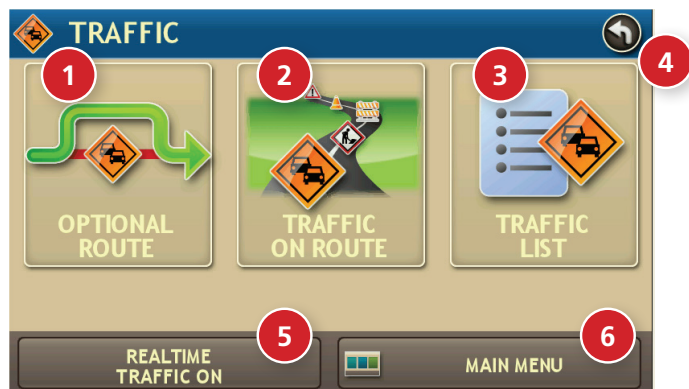 TRAFFIC
1
2
3
4
OPTIONAL
ROUTE
TRAFFIC
ON ROUTE
TRAFFIC
LIST
5
6
REALTIME
TRAFFIC ON
MAIN MENU